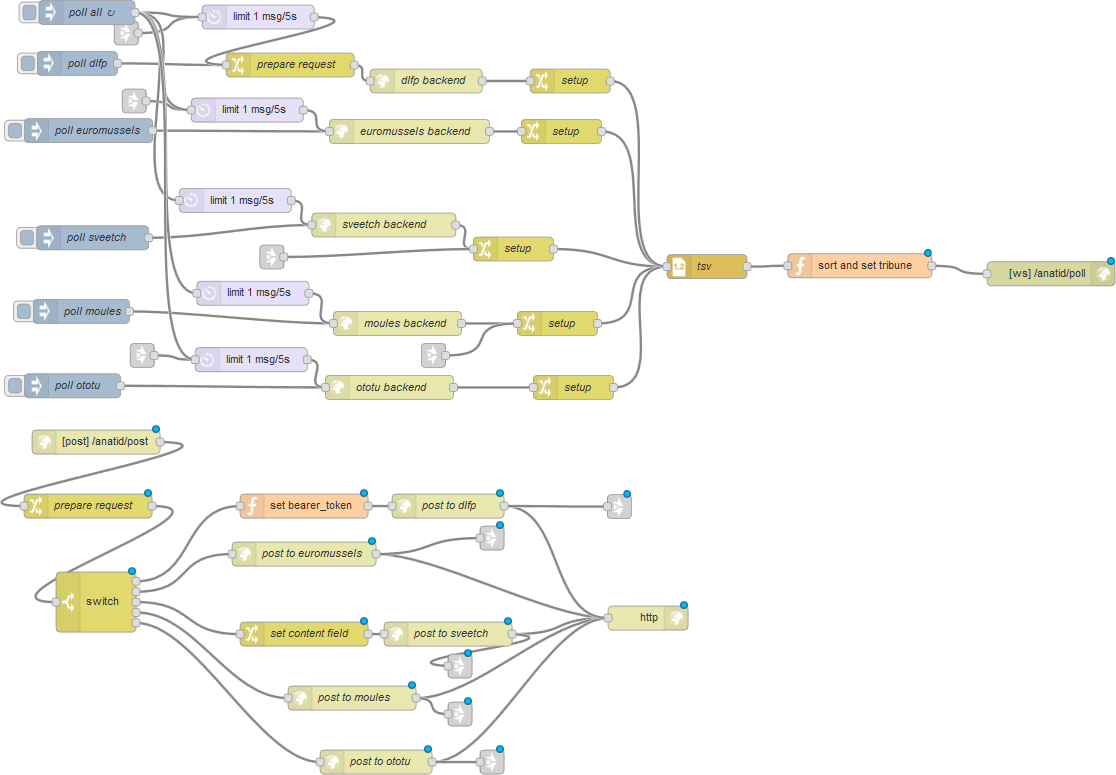 poll all ↻
limit 1 msg/5s
poll dlfp
prepare request
dlfp backend
setup
limit 1 msg/5s
poll euromussels
euromussels backend
setup
limit 1 msg/5s
sveetch backend
poll sveetch
setup
1,2
tsv
sort and set tribune
[ws] /anatid/poll
limit 1 msg/5s
poll moules
moules backend
setup
limit 1 msg/5s
poll ototu
ototu backend
setup
[post] /anatid/post
prepare request
set bearer_token
post to dlfp
post to euromussels
switch
http
set content field
post to sveetch
post to moules
post to ototu